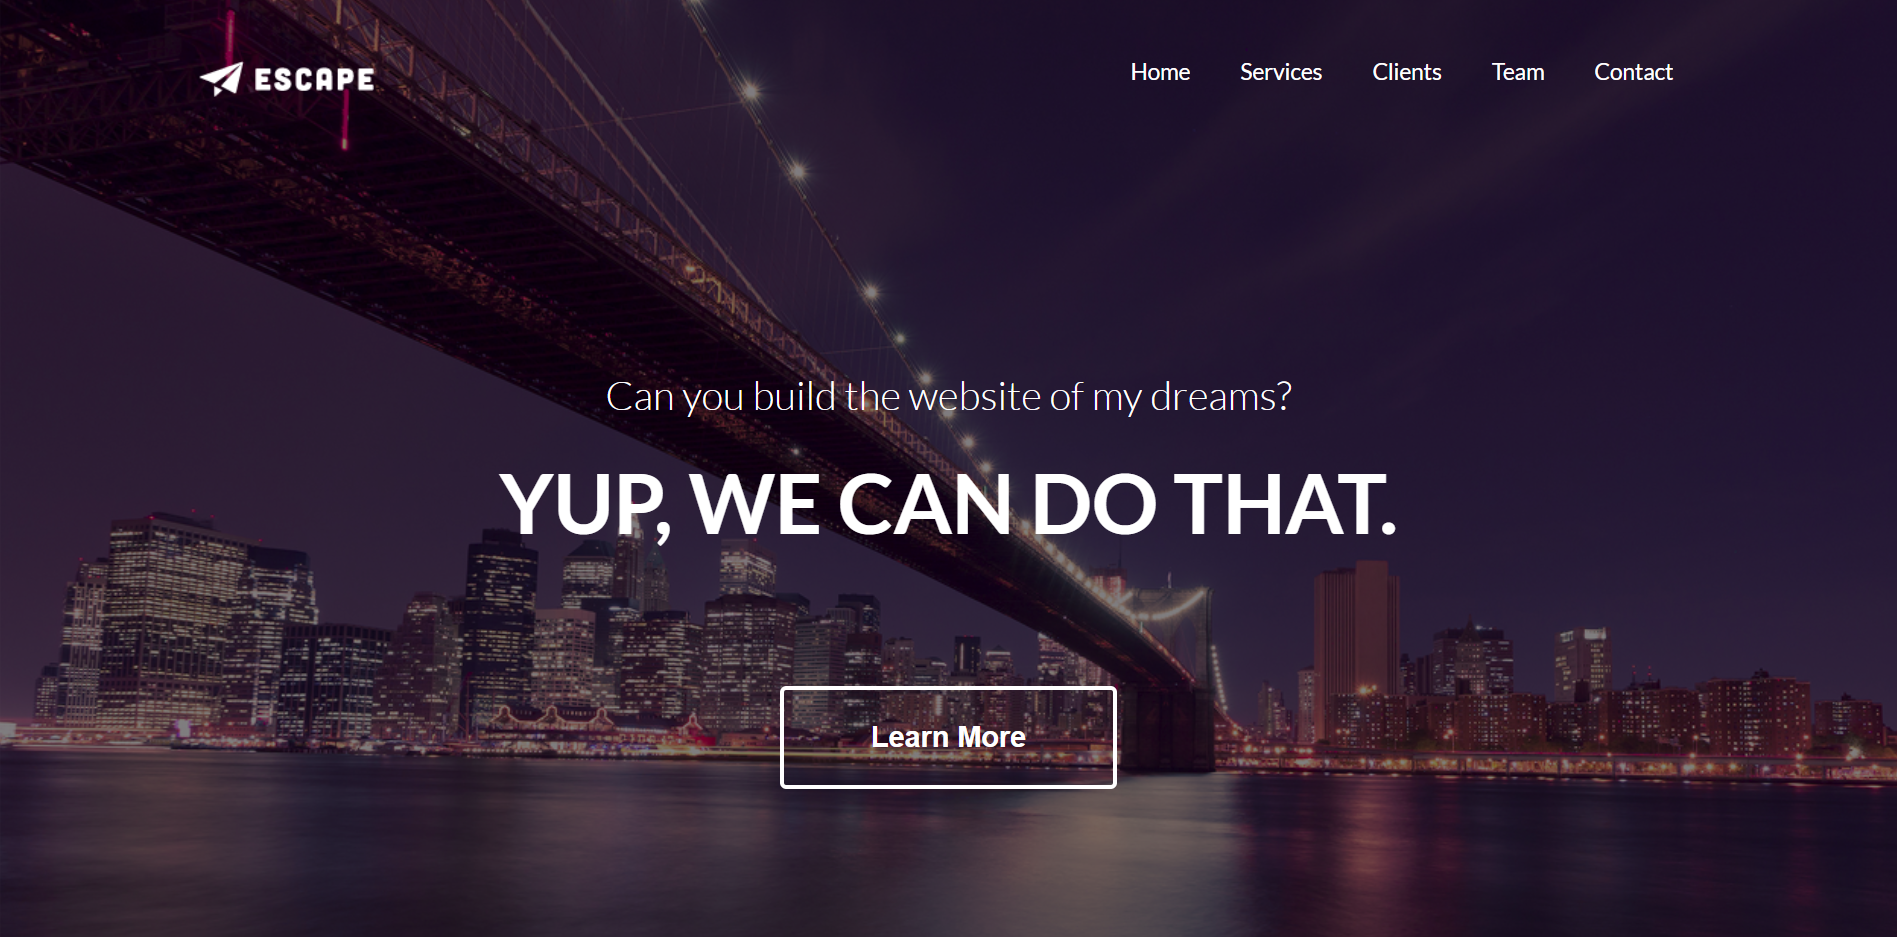 ESCAPE
Home Services Clients Team Contact
Can you build the website of my dreams?
YUP, WE CAN DO THAT.
Learn More